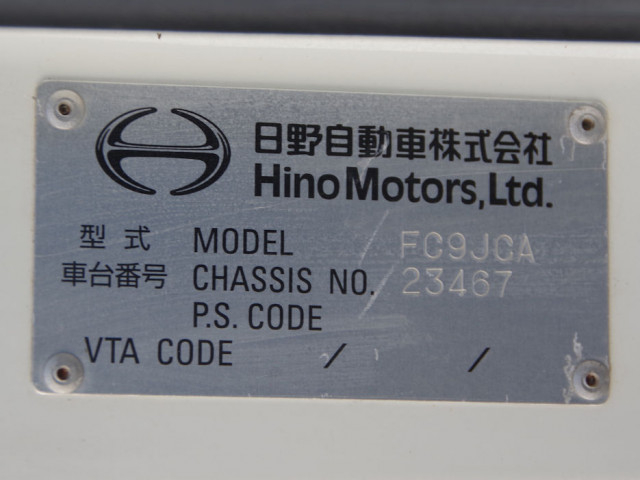 日野自動車株式会社
Hino Motors, Ltd.
型式 MODEL FC9JCA
車台番号 CHASSIS NO. 23467
P.S. CODE
VTA CODE / /